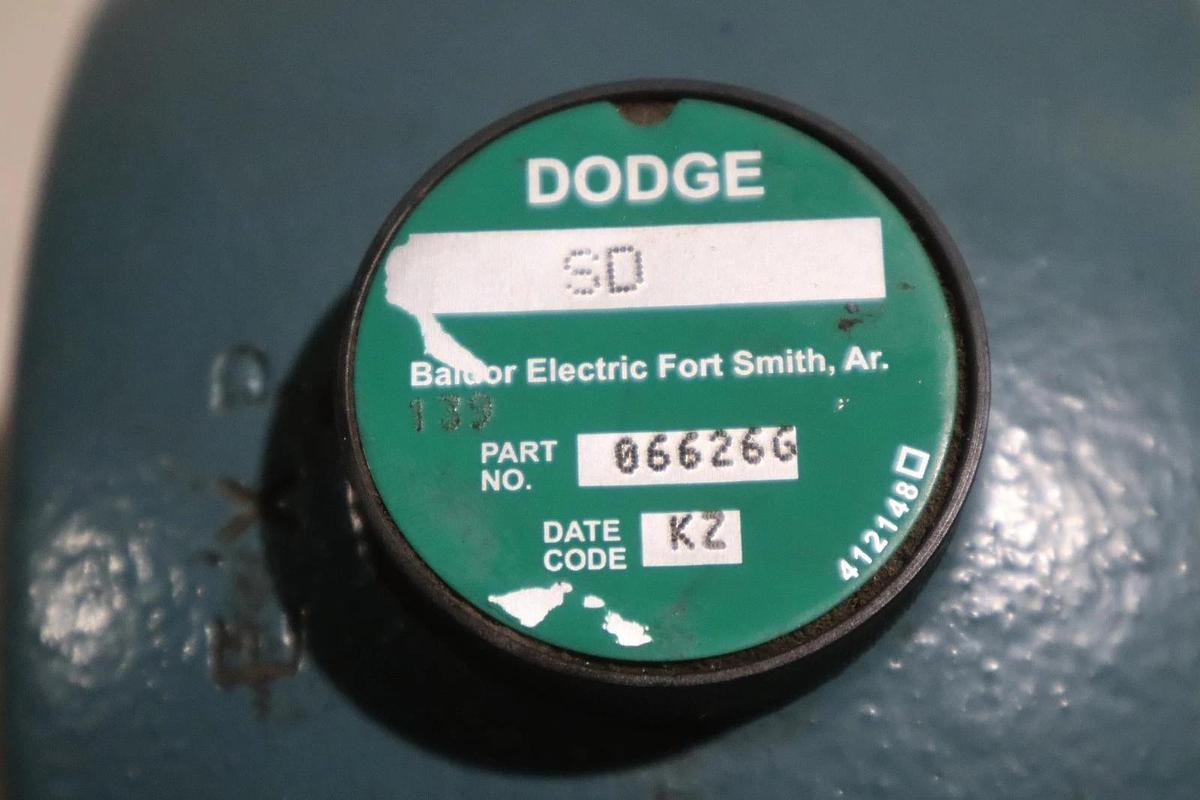 DODGE
SD
Baldor Electric Fort Smith, Ar.
139
PART NO. 06626G
DATE CODE KZ
412148□